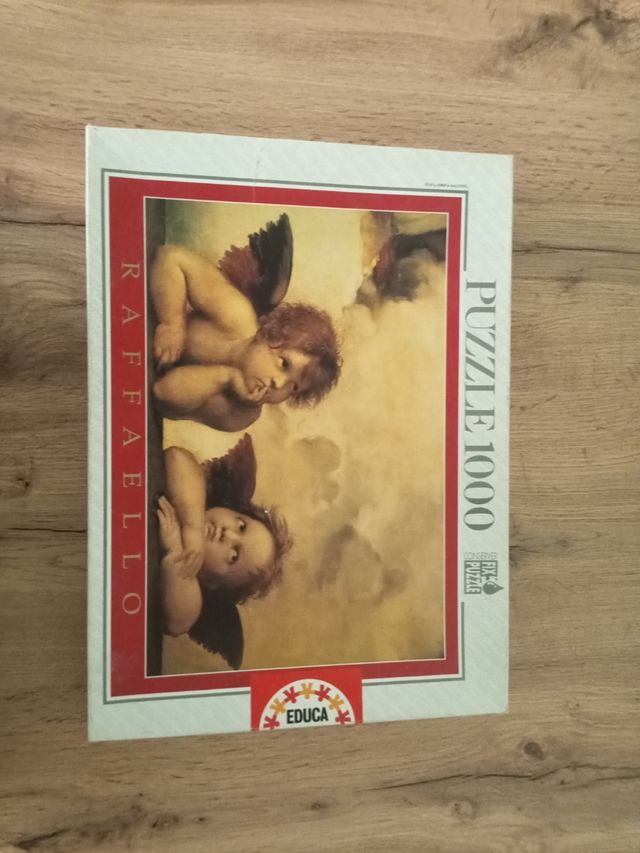 PUZZLE 1000
CONSERVER
FIX
PUZZLE
RAFFAELLO
EDUCA